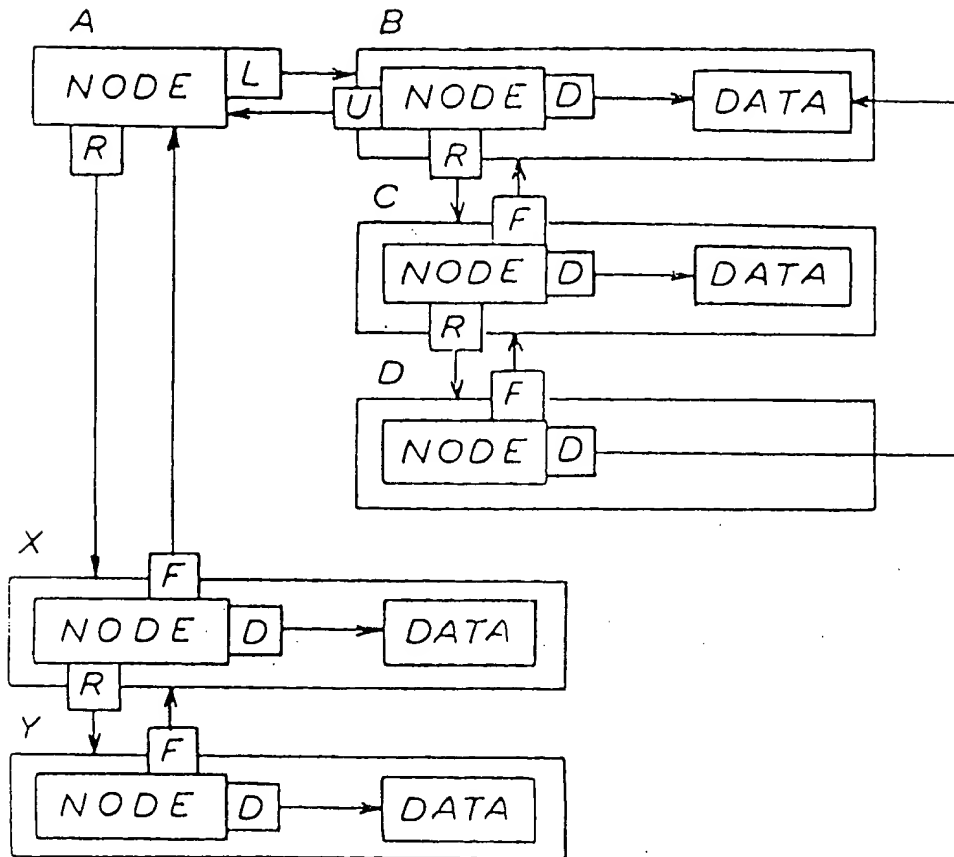 A
B
NODE L
U NODE D DATA
R
R
C
F
NODE D DATA
R
D
F
NODE D
X
F
NODE D DATA
R
Y
F
NODE D DATA